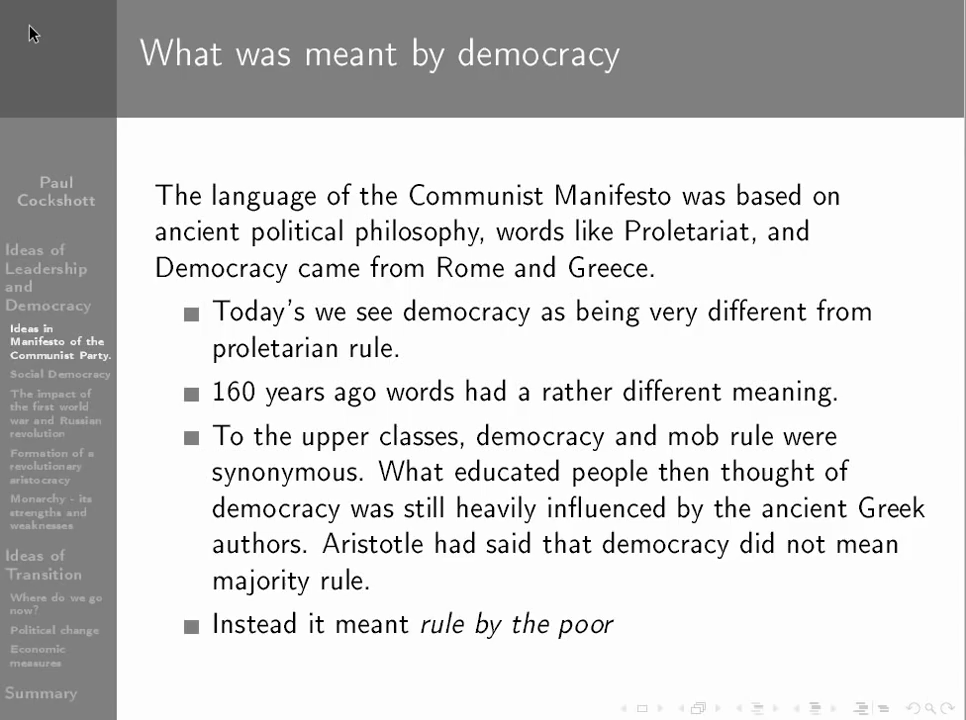 What was meant by democracy
Paul
Cockshott
Ideas of
Leadership
and
Democracy
Ideas in
Manifesto of the
Communist Party.
Social Democracy
The impact of
the first world
war and Russian
revolution
Formation of a
revolutionary
aristocracy
Monarchy - its
strengths and
weaknesses
Ideas of
Transition
Where do we go
now?
Political change
Economic
measures
Summary
The language of the Communist Manifesto was based on
ancient political philosophy, words like Proletariat, and
Democracy came from Rome and Greece.
Today's we see democracy as being very different from
proletarian rule.
160 years ago words had a rather different meaning.
To the upper classes, democracy and mob rule were
synonymous. What educated people then thought of
democracy was still heavily influenced by the ancient Greek
authors. Aristotle had said that democracy did not mean
majority rule.
Instead it meant rule by the poor